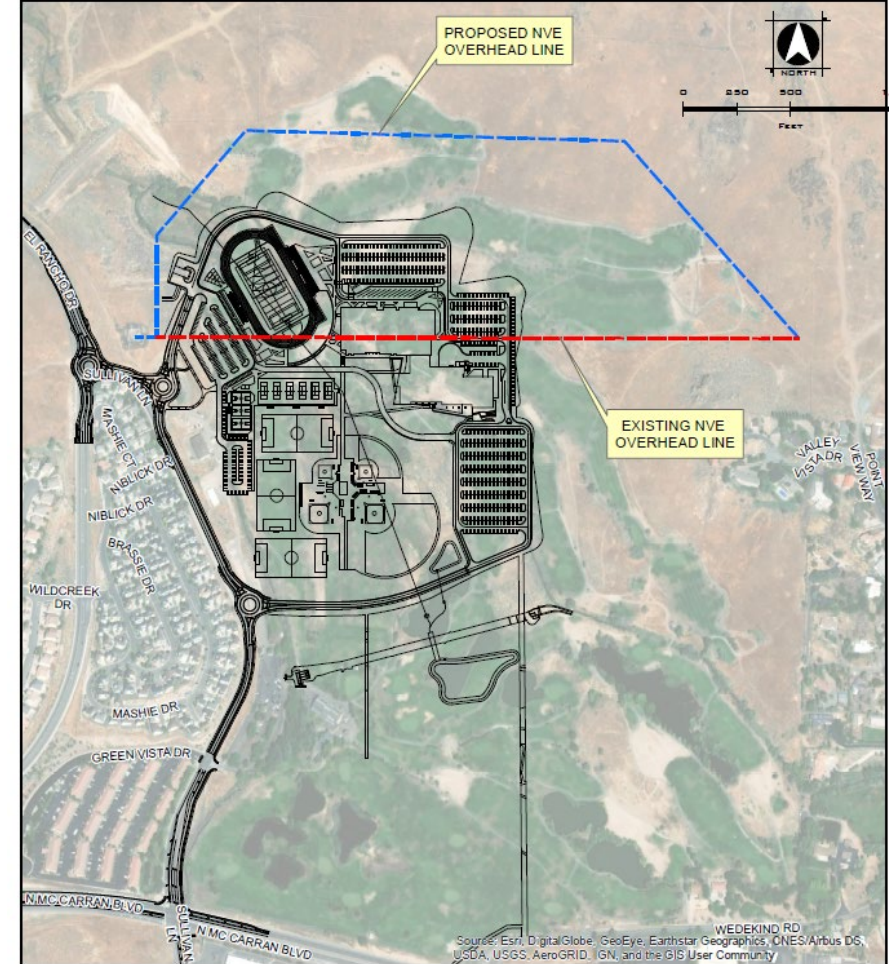 PROPOSED NVE
OVERHEAD LINE
NORTH
0 250 500 1
FEET
EL RANCHO DR
SULLIVAN LN
EXISTING NVE
OVERHEAD LINE
MASHIE CT
NIBLICK DR
NIBLICK DR
BRASSIE DR
VALLEY
VISTA DR
POINT
VIEW WAY
WILDCREEK
DR
MASHIE DR
GREEN VISTA DR
N MC CARRAN BLVD
SULLIVAN
LN
N MC CARRAN BLVD
WEDEKIND RD
Source: Esri, DigitalGlobe, GeoEye, Earthstar Geographics, CNES/Airbus DS,
USDA, USGS, AeroGRID, IGN, and the GIS User Community